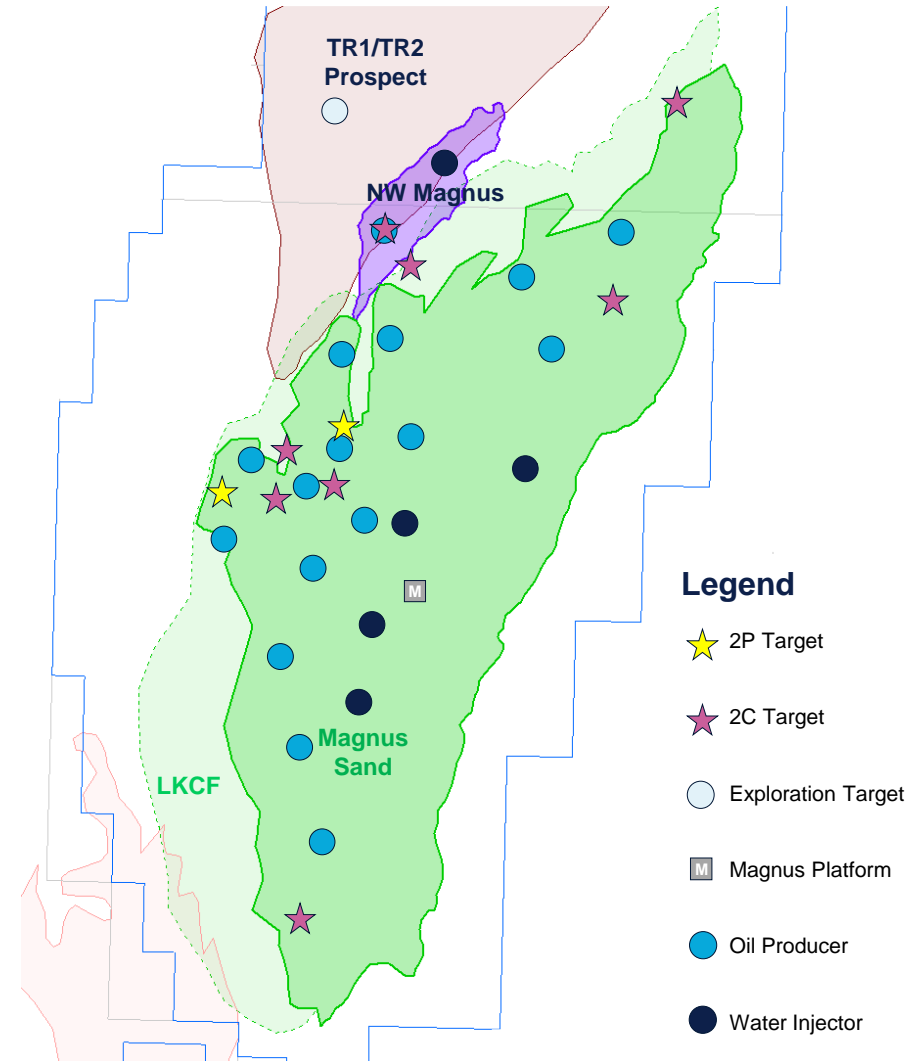 TR1/TR2
Prospect
NW Magnus
M
Magnus
Sand
LKCF
Legend
2P Target
2C Target
Exploration Target
M
Magnus Platform
Oil Producer
Water Injector